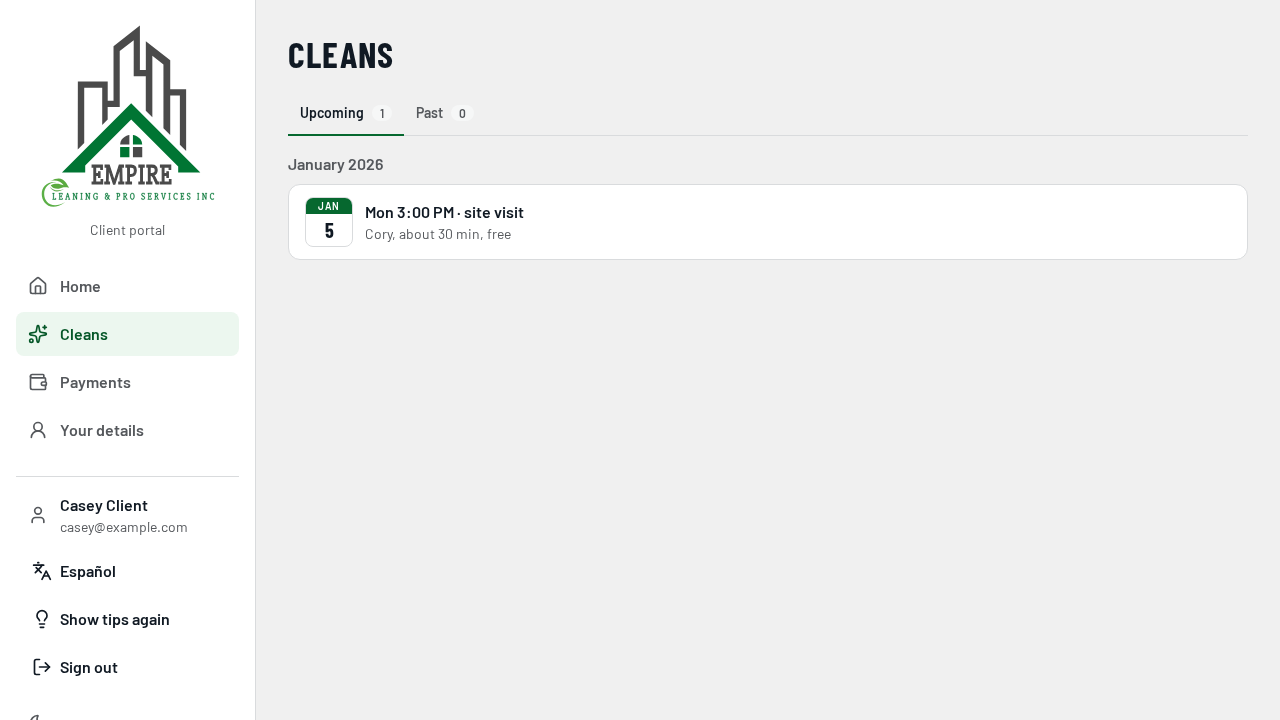 EMPIRE
CLEANING & PRO SERVICES INC
Client portal
Home
Cleans
Payments
Your details
Casey Client
casey@example.com
Español
Show tips again
Sign out
CLEANS
Upcoming 1 Past 0
January 2026
JAN
5
Mon 3:00 PM · site visit
Cory, about 30 min, free